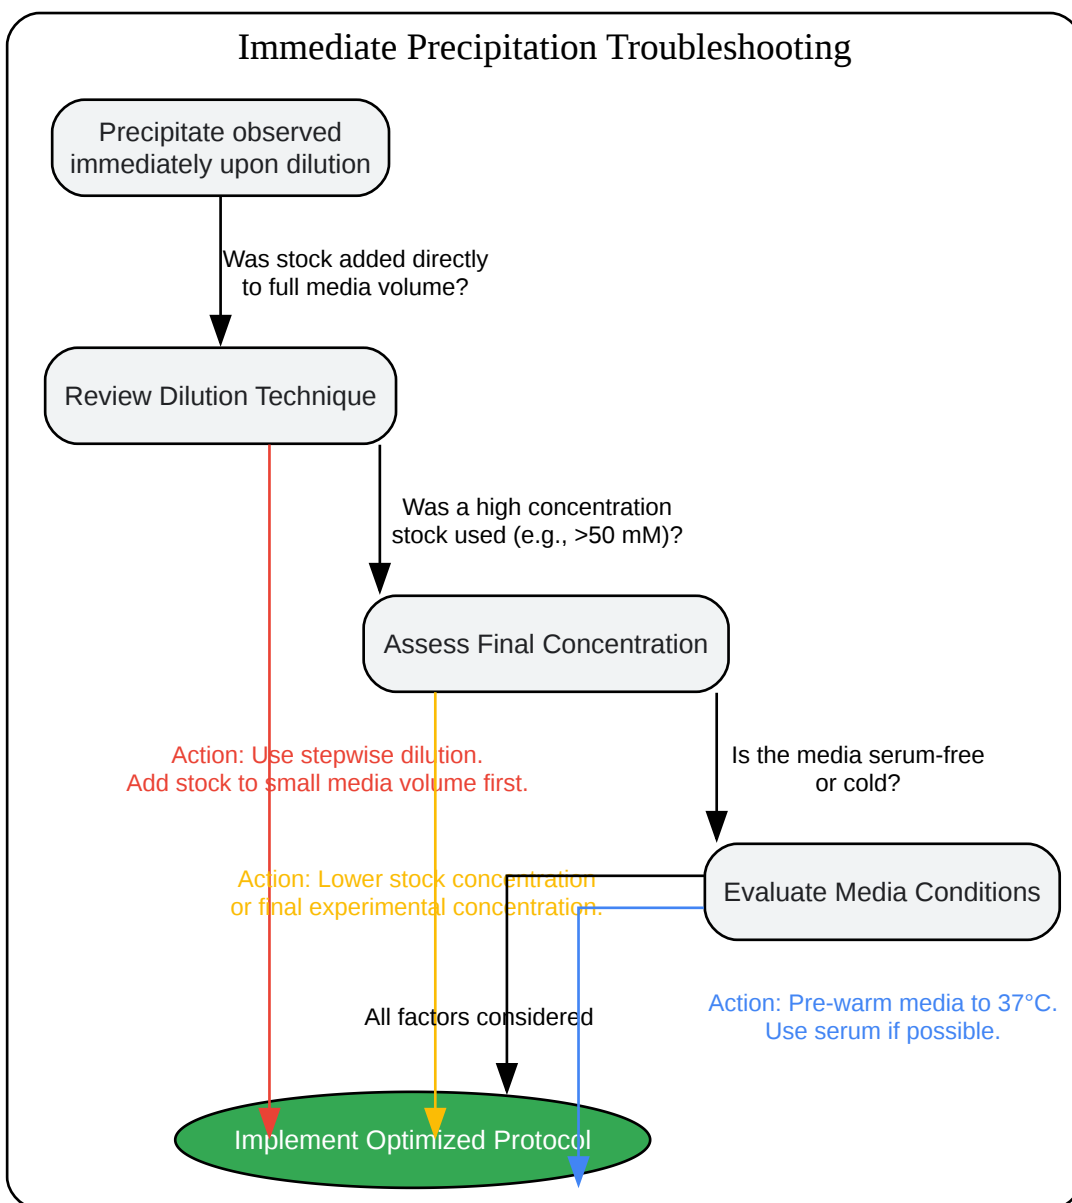 Immediate Precipitation Troubleshooting
Precipitate observed
immediately upon dilution
Was stock added directly
to full media volume?
Review Dilution Technique
Was a high concentration
stock used (e.g., >50 mM)?
Assess Final Concentration
Action: Use stepwise dilution.
Add stock to small media volume first.
Is the media serum-free
or cold?
Action: Lower stock concentration
or final experimental concentration.
Evaluate Media Conditions
All factors considered
Action: Pre-warm media to 37°C.
Use serum if possible.
Implement Optimized Protocol